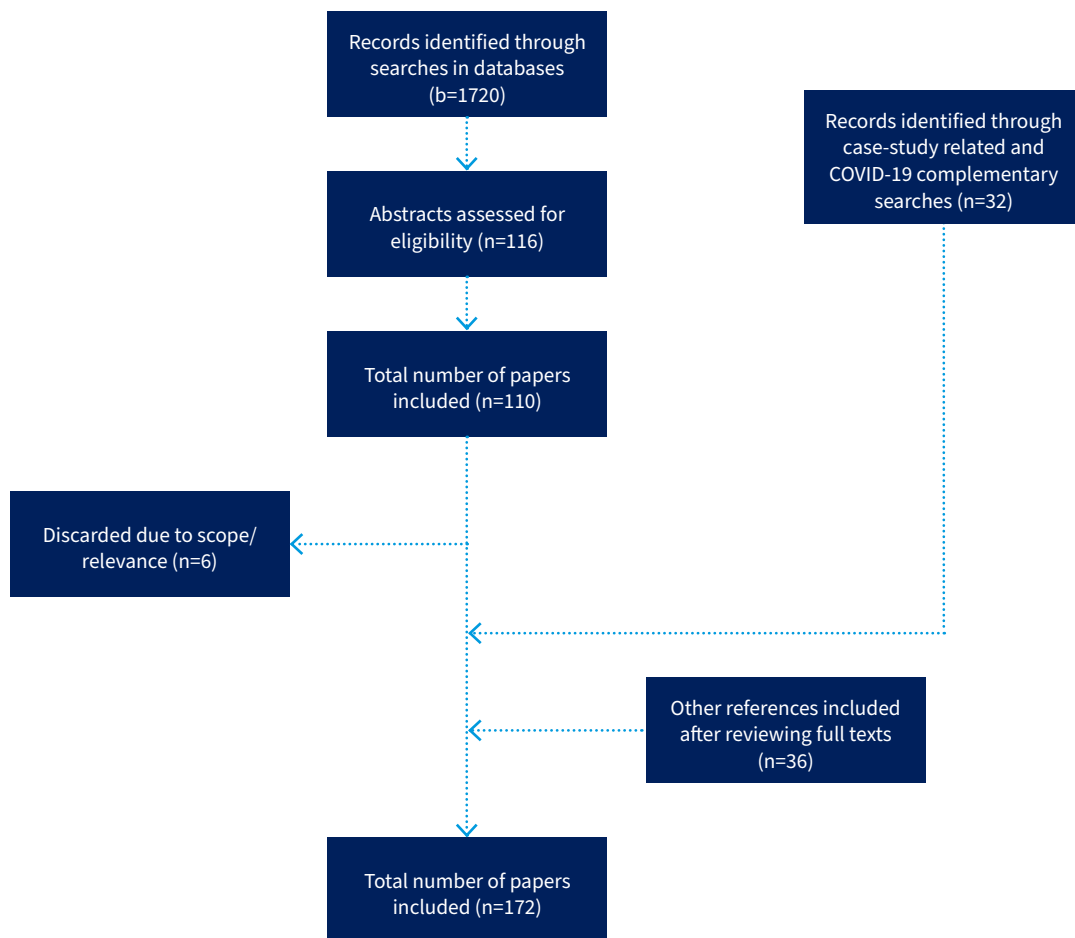 Records identified through
searches in databases
(b=1720)
Records identified through
case-study related and
COVID-19 complementary
searches (n=32)
Abstracts assessed for
eligibility (n=116)
Total number of papers
included (n=110)
Discarded due to scope/
relevance (n=6)
Other references included
after reviewing full texts
(n=36)
Total number of papers
included (n=172)